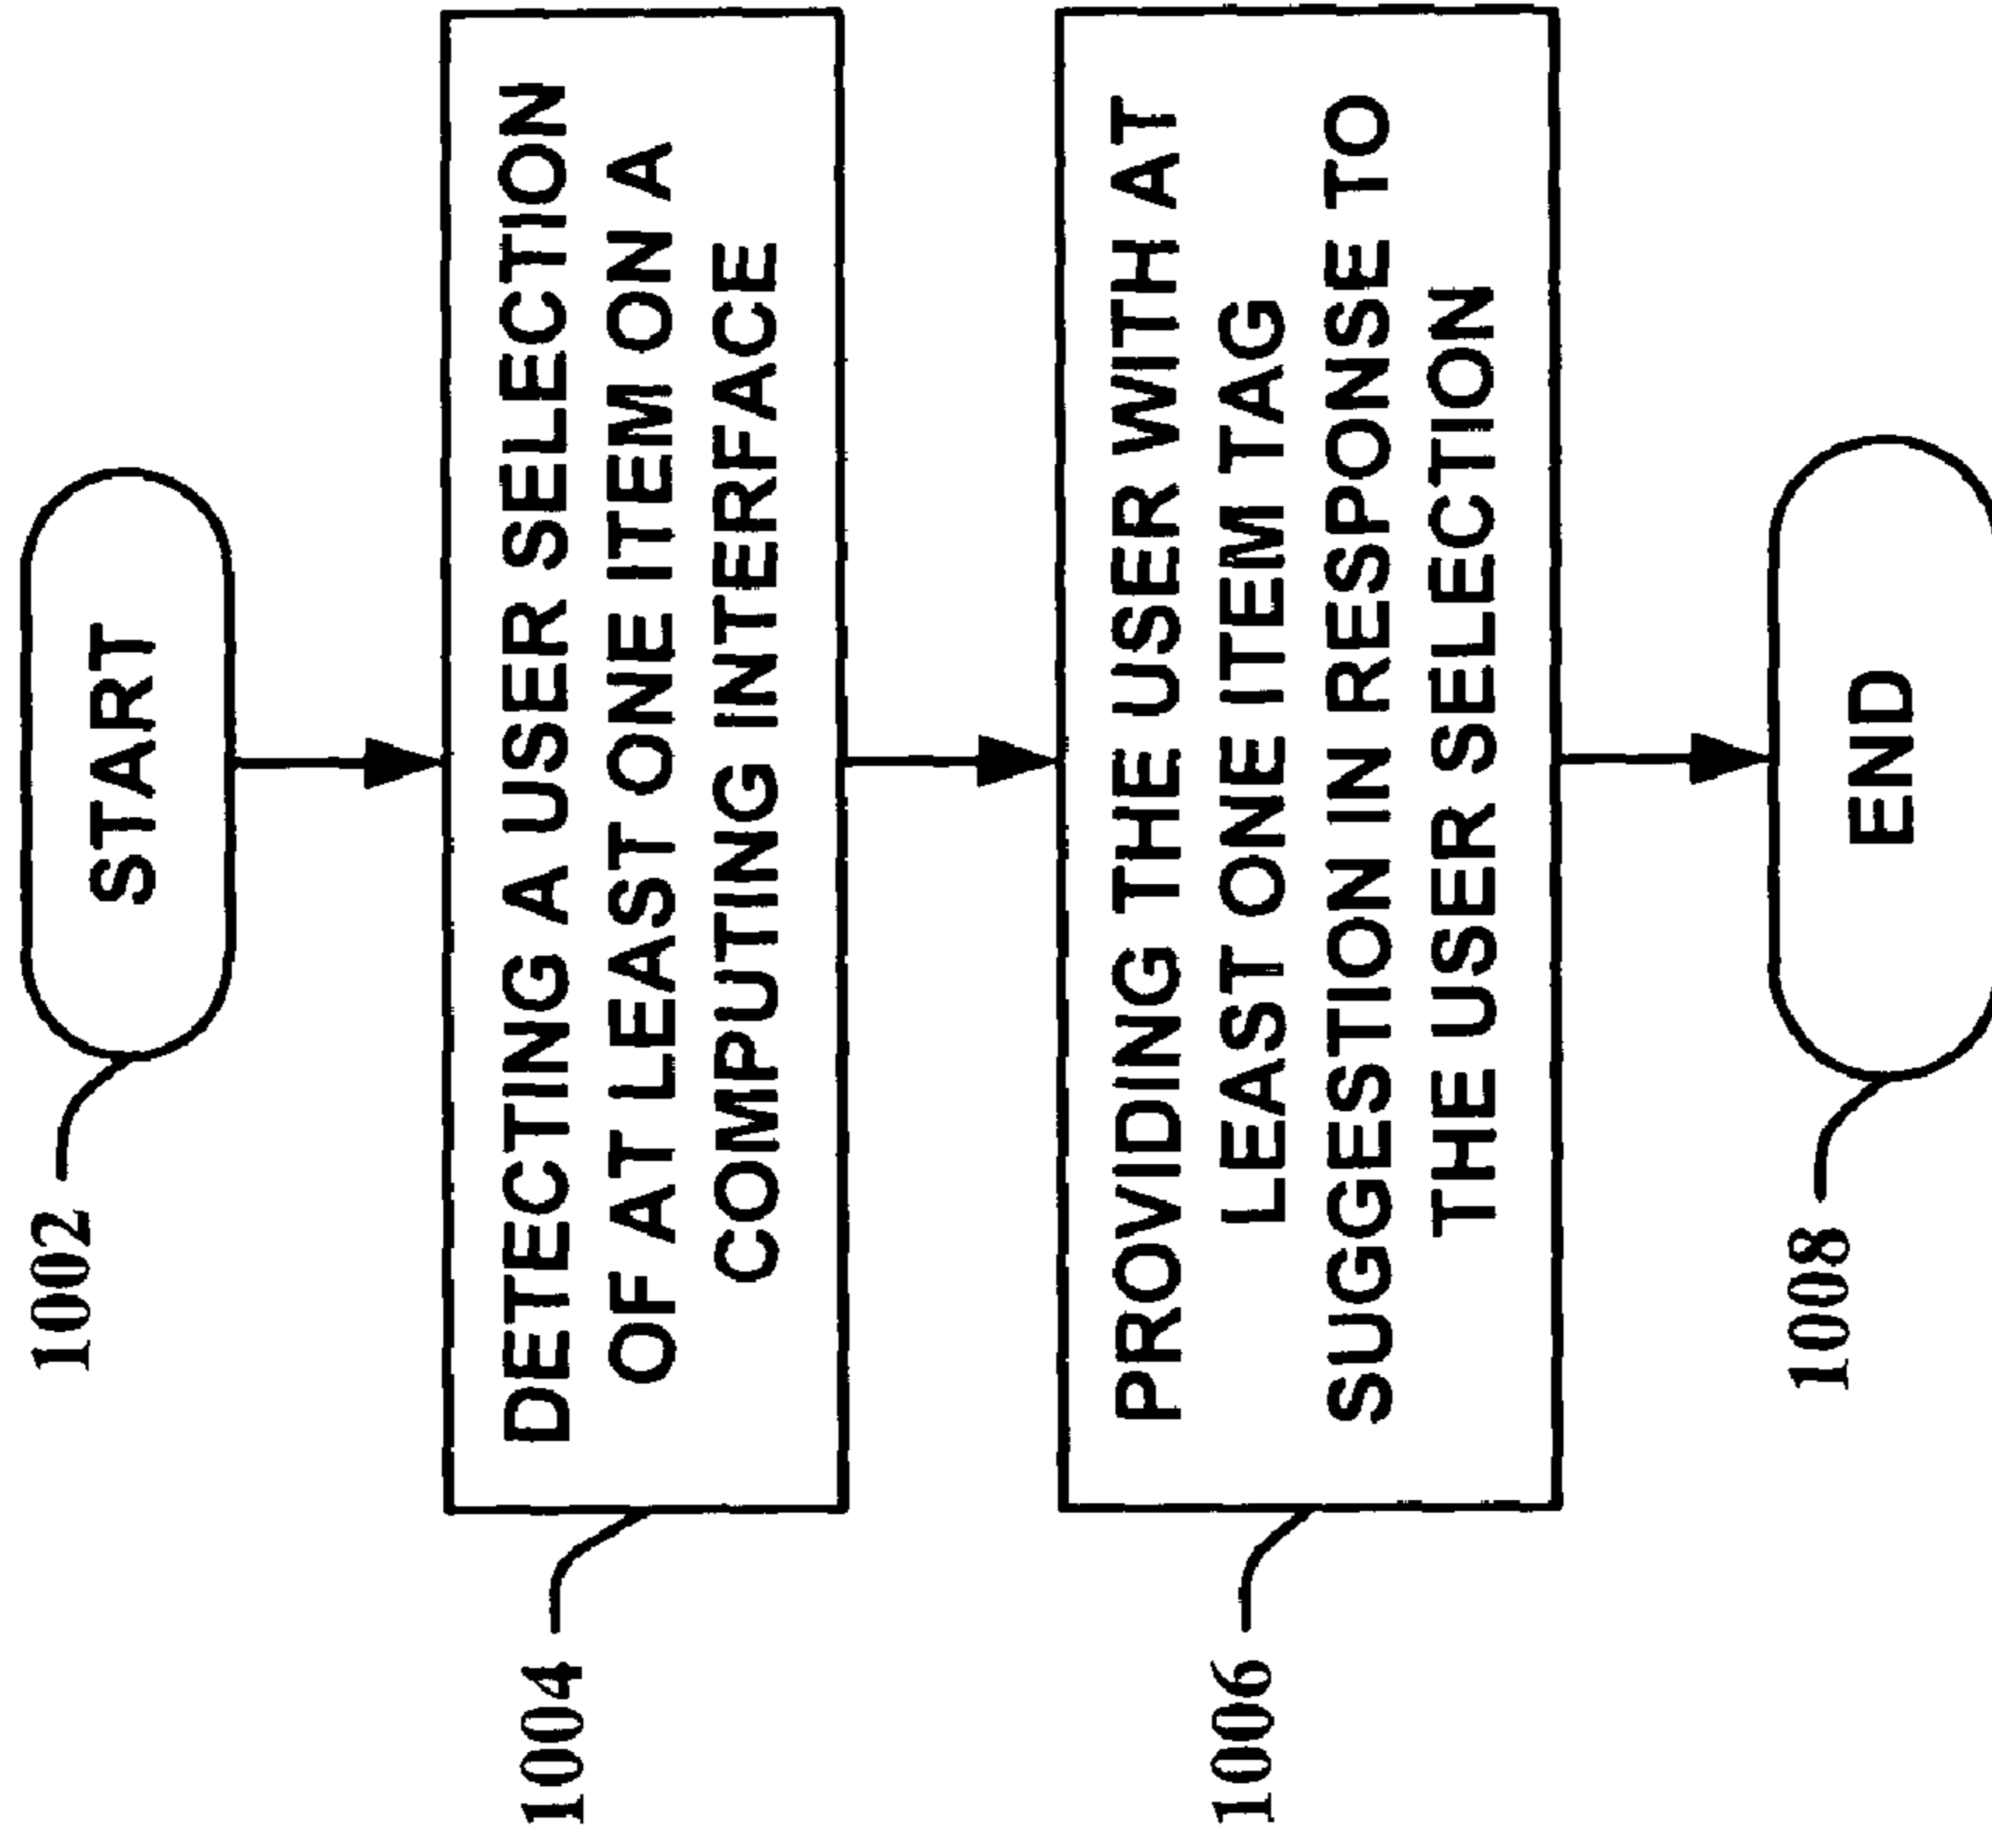 START
1002
DETECTING A USER SELECTION
OF AT LEAST ONE ITEM ON A
COMPUTING INTERFACE
1004
PROVIDING THE USER WITH AT
LEAST ONE ITEM TAG
SUGGESTION IN RESPONSE TO
THE USER SELECTION
1006
END
1008